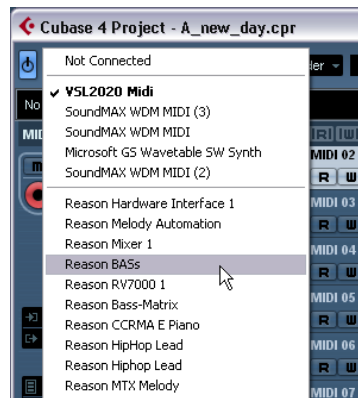 Cubase 4 Project - A_new_day.cpr
Not Connected
der
No
✓ VSL2020 Midi
SoundMAX WDM MIDI (3)
SoundMAX WDM MIDI
Microsoft GS Wavetable SW Synth
SoundMAX WDM MIDI (2)
Reason Hardware Interface 1
Reason Melody Automation
Reason Mixer 1
Reason BASs
Reason RV7000 1
Reason Bass-Matrix
Reason CCRMA E Piano
Reason HipHop Lead
Reason Hiphop Lead
Reason MTX Melody
MI
m
R
MIDI 02
R W
MIDI 03
R W
MIDI 04
R W
MIDI 05
R W
MIDI 06
R W
MIDI 07